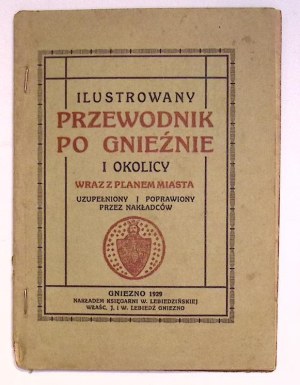 ILUSTROWANY
PRZEWODNIK
PO GNIEŹNIE
I OKOLICY
WRAZ Z PLANEM MIASTA
UZUPEŁNIONY I POPRAWIONY
PRZEZ NAKŁADCÓW
GNIEZNO 1929
NAKŁADEM KSIĘGARNI W. LEBIEDZIŃSKIEJ
WŁAŚC. J. I W. LEBIEDŹ GNIEZNO